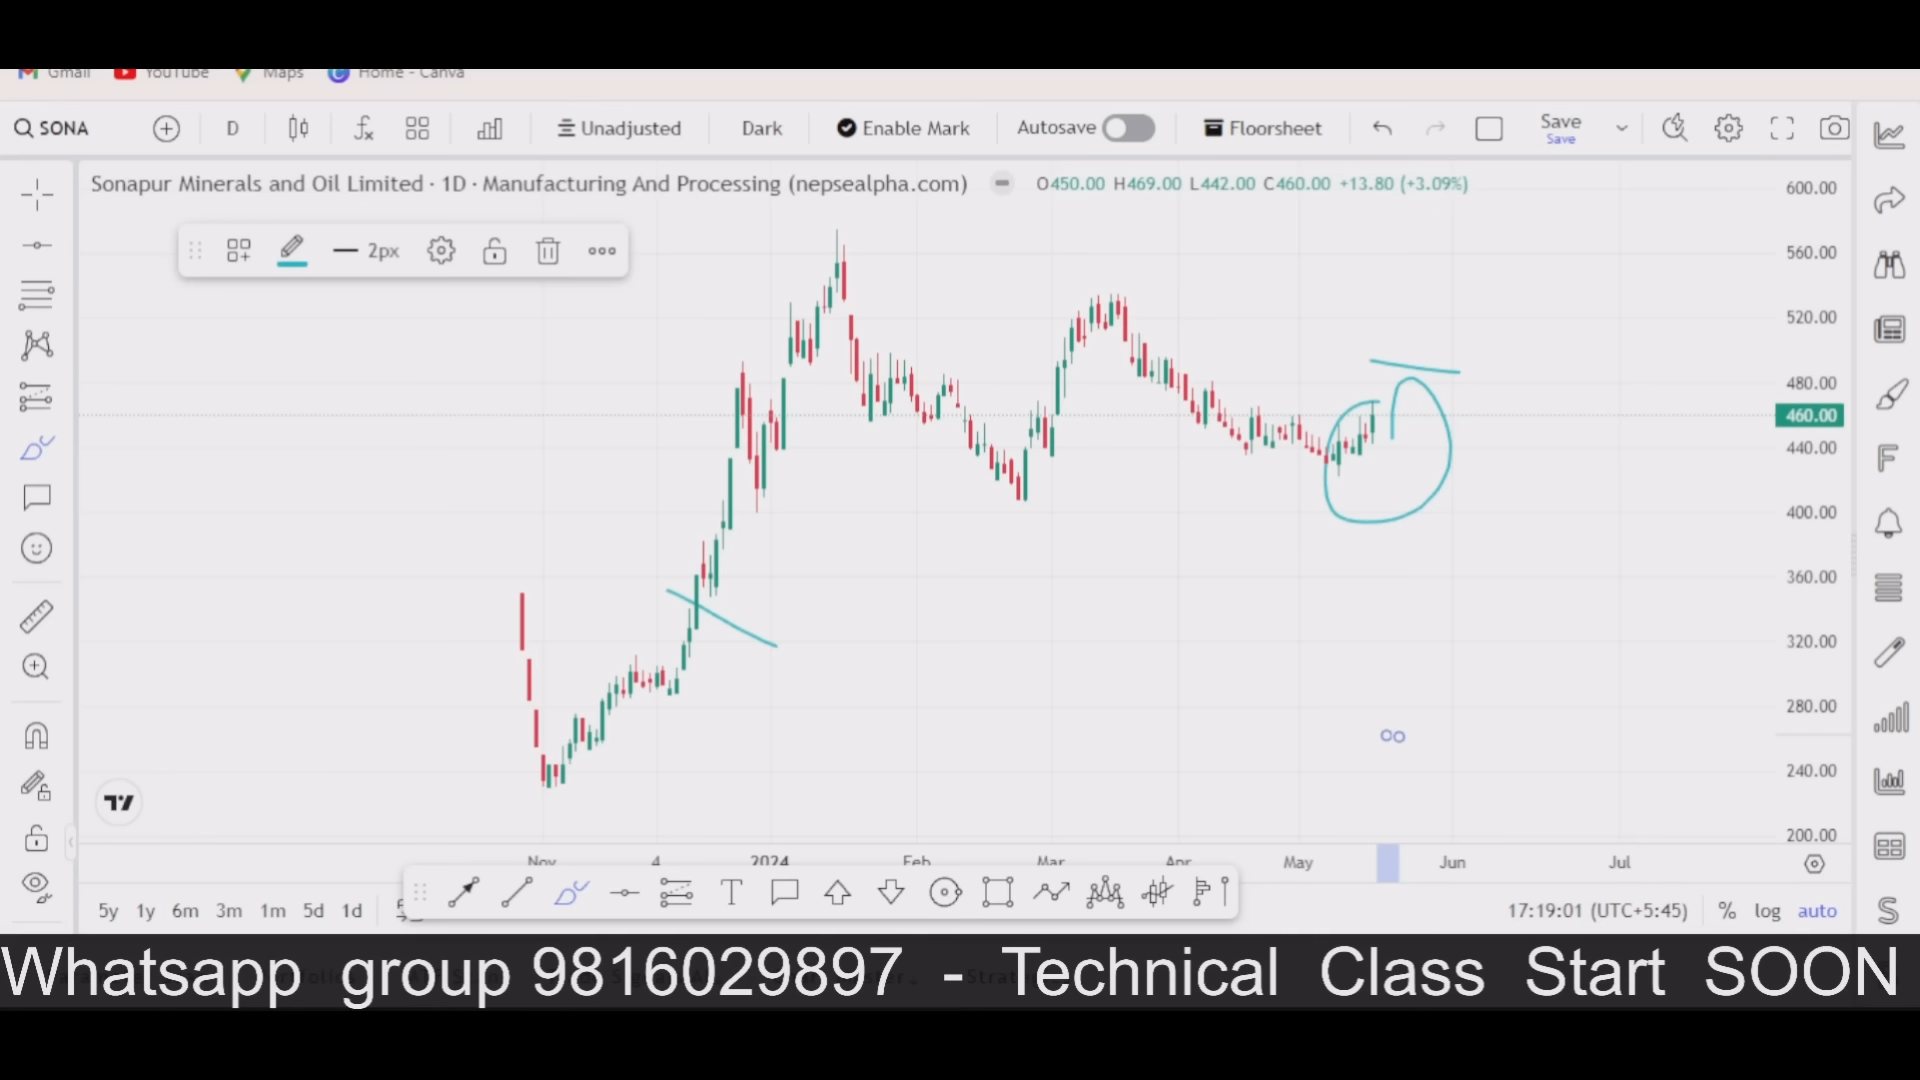 Gmail YouTube Maps Home - Canva
SONA D Unadjusted Dark Enable Mark Autosave Floorsheet Save
Save
Sonapur Minerals and Oil Limited · 1D · Manufacturing And Processing (nepsealpha.com) O450.00 H469.00 L442.00 C460.00 +13.80 (+3.09%)
2px
600.00
560.00
520.00
480.00
460.00
440.00
400.00
360.00
320.00
280.00
240.00
200.00
Nov 4 2024 Feb Mar Apr May Jun Jul
5y 1y 6m 3m 1m 5d 1d 17:19:01 (UTC+5:45) % log auto
Whatsapp group 9816029897 - Technical Class Start SOON